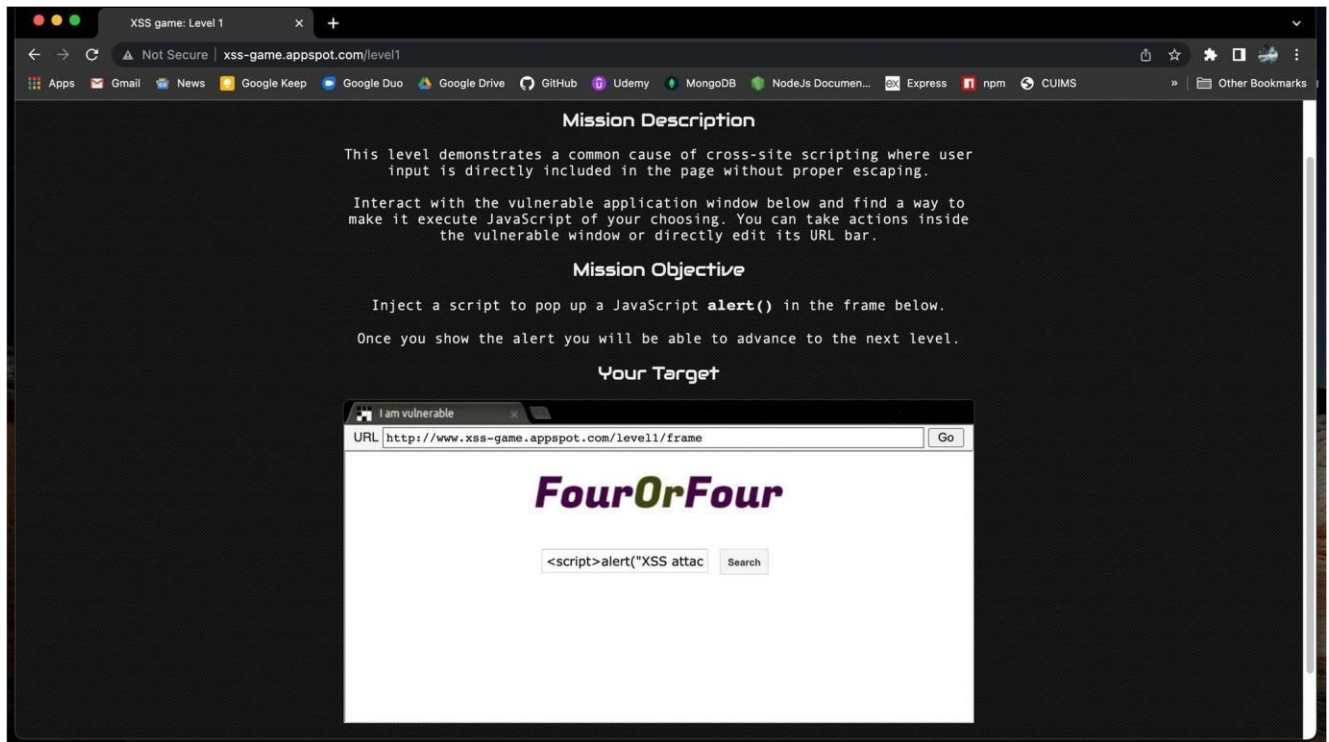 XSS game: Level 1
Not Secure | xss-game.appspot.com/level1
Apps Gmail News Google Keep Google Duo Google Drive GitHub Udemy MongoDB NodeJs Documen... ex Express npm CUIMS » Other Bookmarks
Mission Description
This level demonstrates a common cause of cross-site scripting where user
input is directly included in the page without proper escaping.
Interact with the vulnerable application window below and find a way to
make it execute JavaScript of your choosing. You can take actions inside
the vulnerable window or directly edit its URL bar.
Mission Objective
Inject a script to pop up a JavaScript alert() in the frame below.
Once you show the alert you will be able to advance to the next level.
Your Target
I am vulnerable
URL http://www.xss-game.appspot.com/level1/frame Go
FourOrFour
<script>alert("XSS attac Search